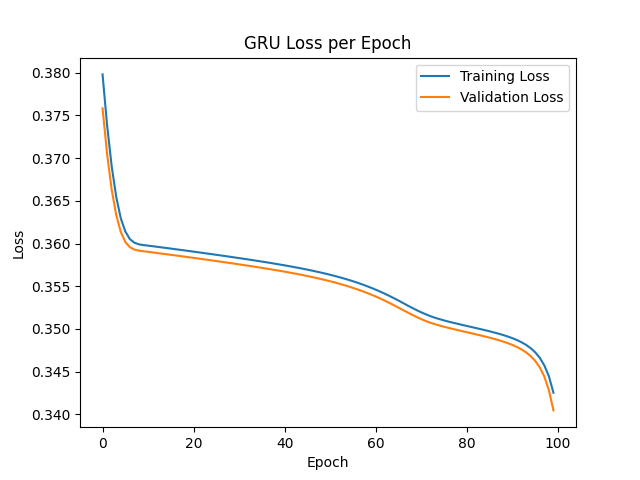 GRU Loss per Epoch
Training Loss
Validation Loss
0.380
0.375
0.370
0.365
0.360
0.355
0.350
0.345
0.340
Loss
0 20 40 60 80 100
Epoch